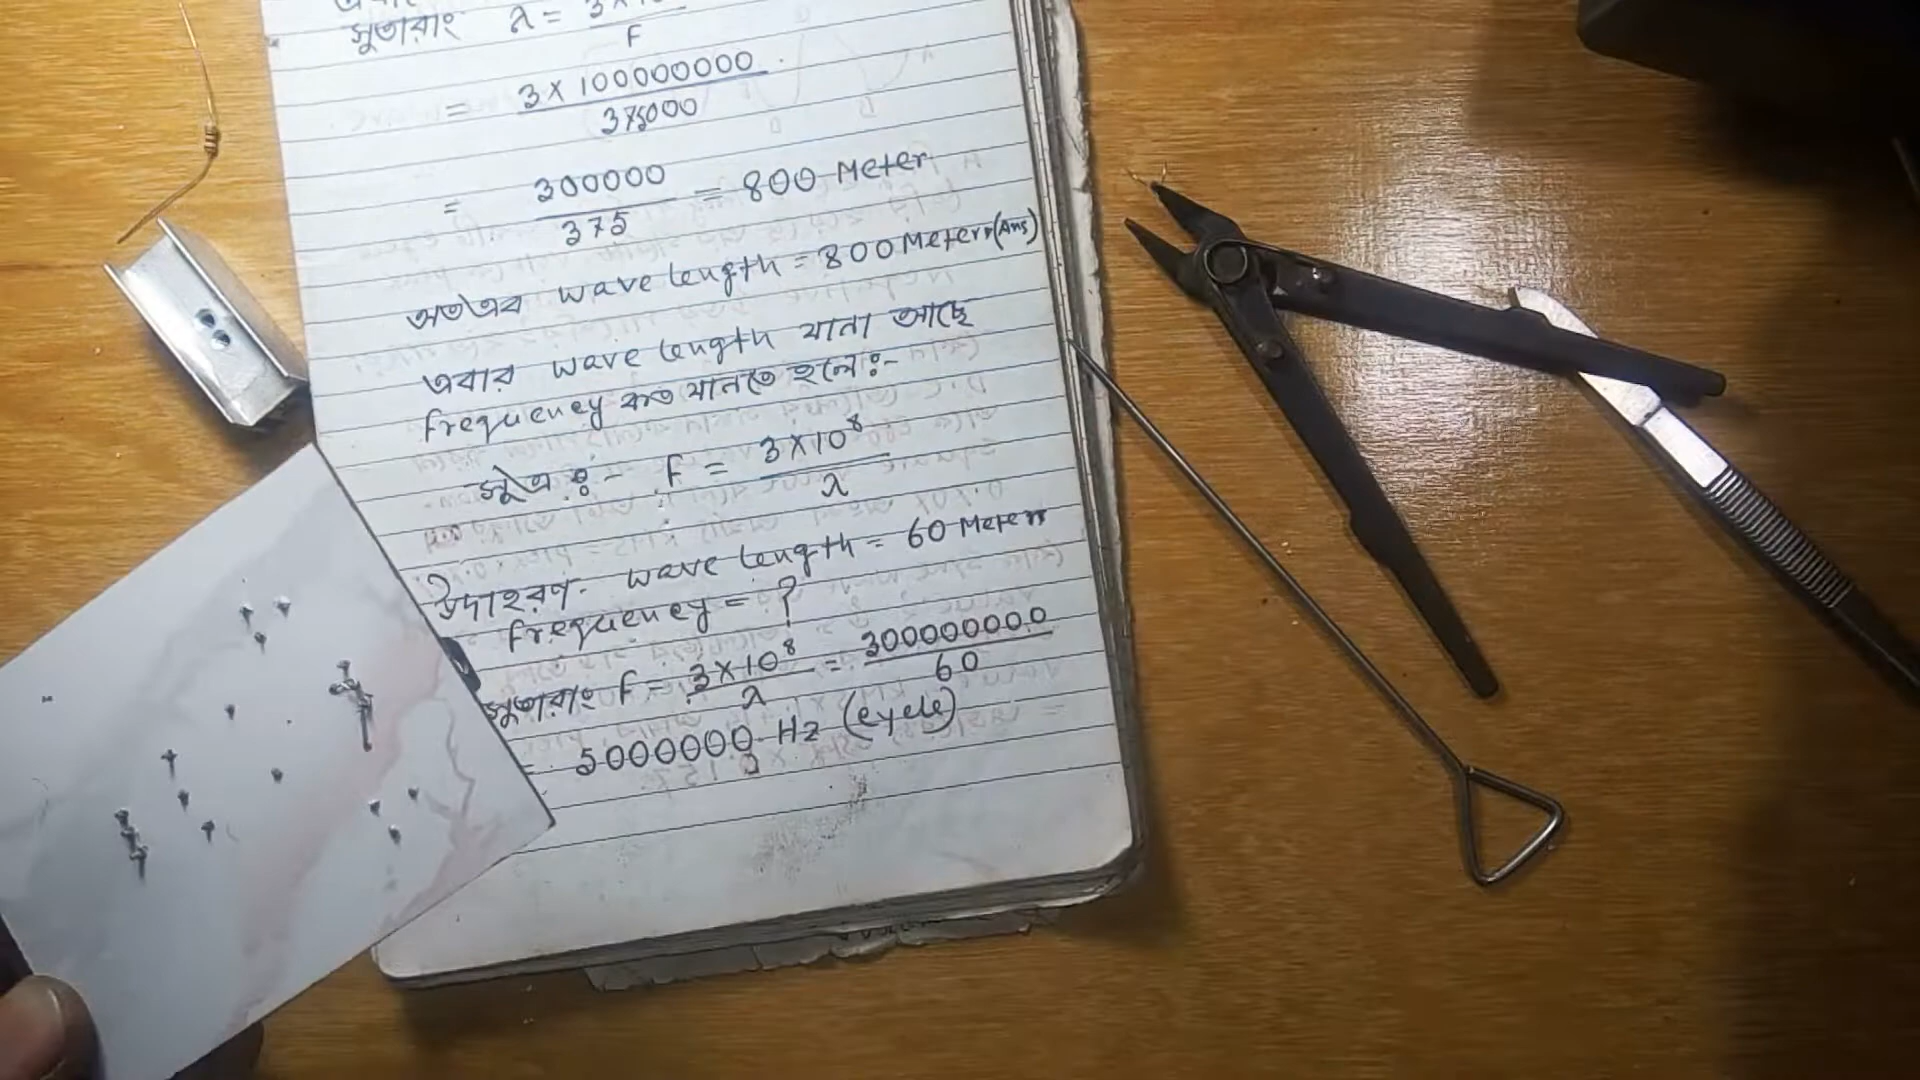 সুতারাং λ = 3×10
F
= 3 × 100000000
375000
= 300000 = 800 Meter
375
অতএব wave length = 800 Meter (Ans)
এবার wave length যানা আছে
frequency কত যানতে হলেঃ-
সুত্রঃ- F = 3×10⁸
λ
উদাহরণ- wave length = 60 Meter
frequency = ?
সুতারাং F = 3×10⁸ = 300000000
λ 60
= 5000000 Hz (cycle)